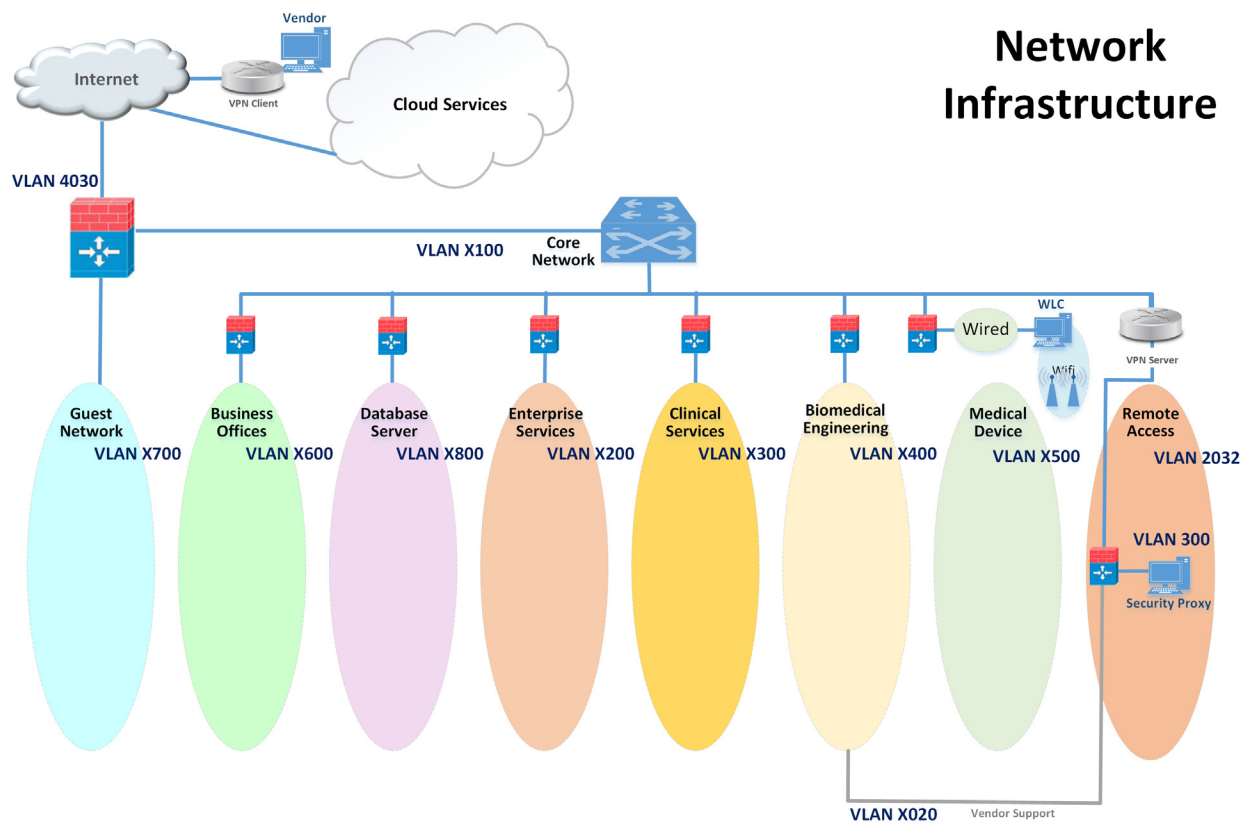 Network
Infrastructure
Vendor
Internet
VPN Client
Cloud Services
VLAN 4030
VLAN X100
Core
Network
WLC
Wired
Wifi
VPN Server
Guest
Network
VLAN X700
Business
Offices
VLAN X600
Database
Server
VLAN X800
Enterprise
Services
VLAN X200
Clinical
Services
VLAN X300
Biomedical
Engineering
VLAN X400
Medical
Device
VLAN X500
Remote
Access
VLAN 2032
VLAN 300
Security Proxy
VLAN X020
Vendor Support